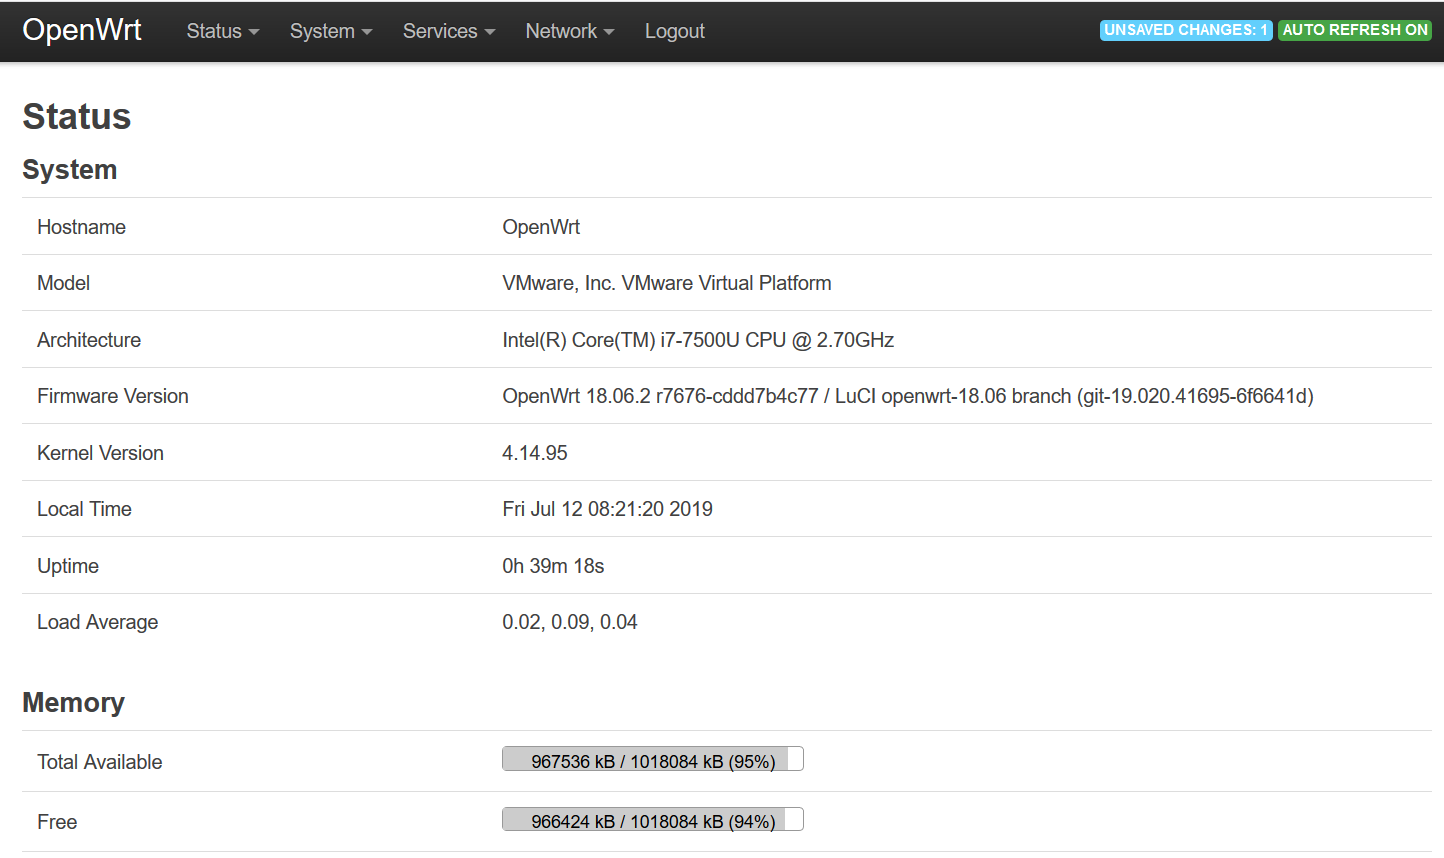 OpenWrt Status System Services Network Logout UNSAVED CHANGES: 1 AUTO REFRESH ON
Status
System
Hostname OpenWrt
Model VMware, Inc. VMware Virtual Platform
Architecture Intel(R) Core(TM) i7-7500U CPU @ 2.70GHz
Firmware Version OpenWrt 18.06.2 r7676-cddd7b4c77 / LuCI openwrt-18.06 branch (git-19.020.41695-6f6641d)
Kernel Version 4.14.95
Local Time Fri Jul 12 08:21:20 2019
Uptime 0h 39m 18s
Load Average 0.02, 0.09, 0.04
Memory
Total Available 967536 kB / 1018084 kB (95%)
Free 966424 kB / 1018084 kB (94%)